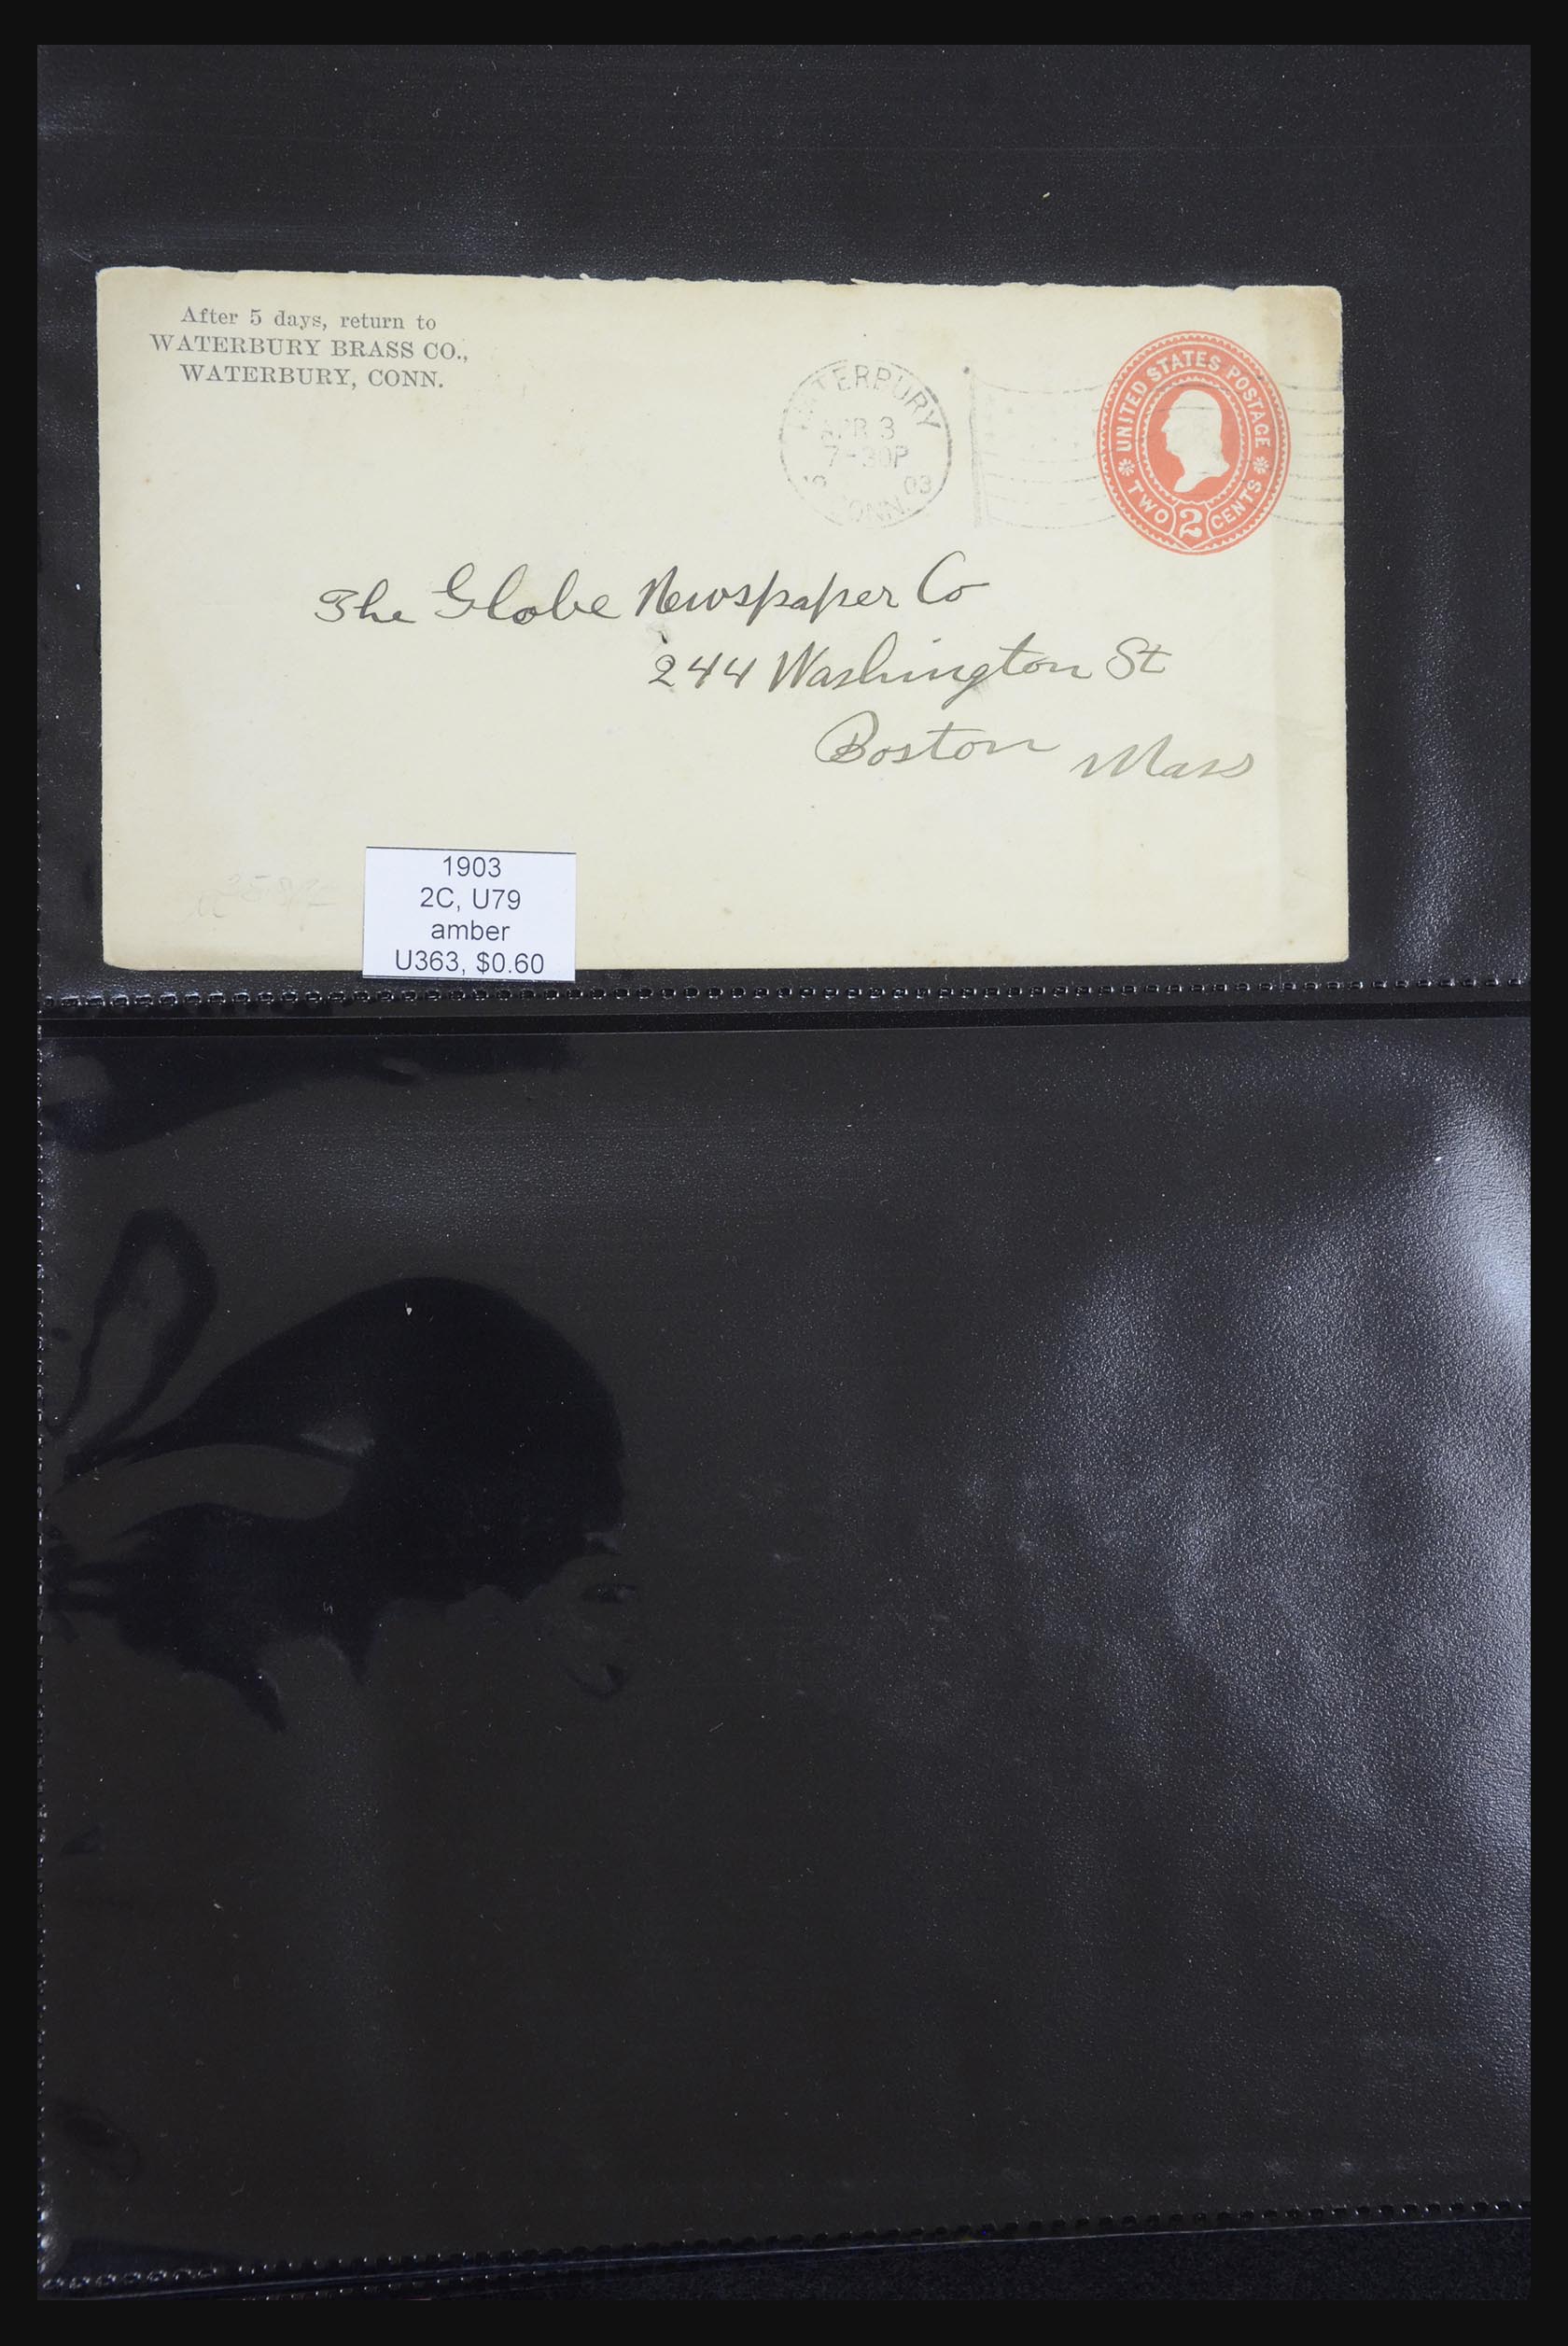 After 5 days, return to
WATERBURY BRASS CO.,
WATERBURY, CONN.
WATERBURY
APR 3
7-30P
19 03
CONN.
UNITED STATES POSTAGE
TWO 2 CENTS
The Globe Newspaper Co
244 Washington St
Boston Mass
1903
2C, U79
amber
U363, $0.60